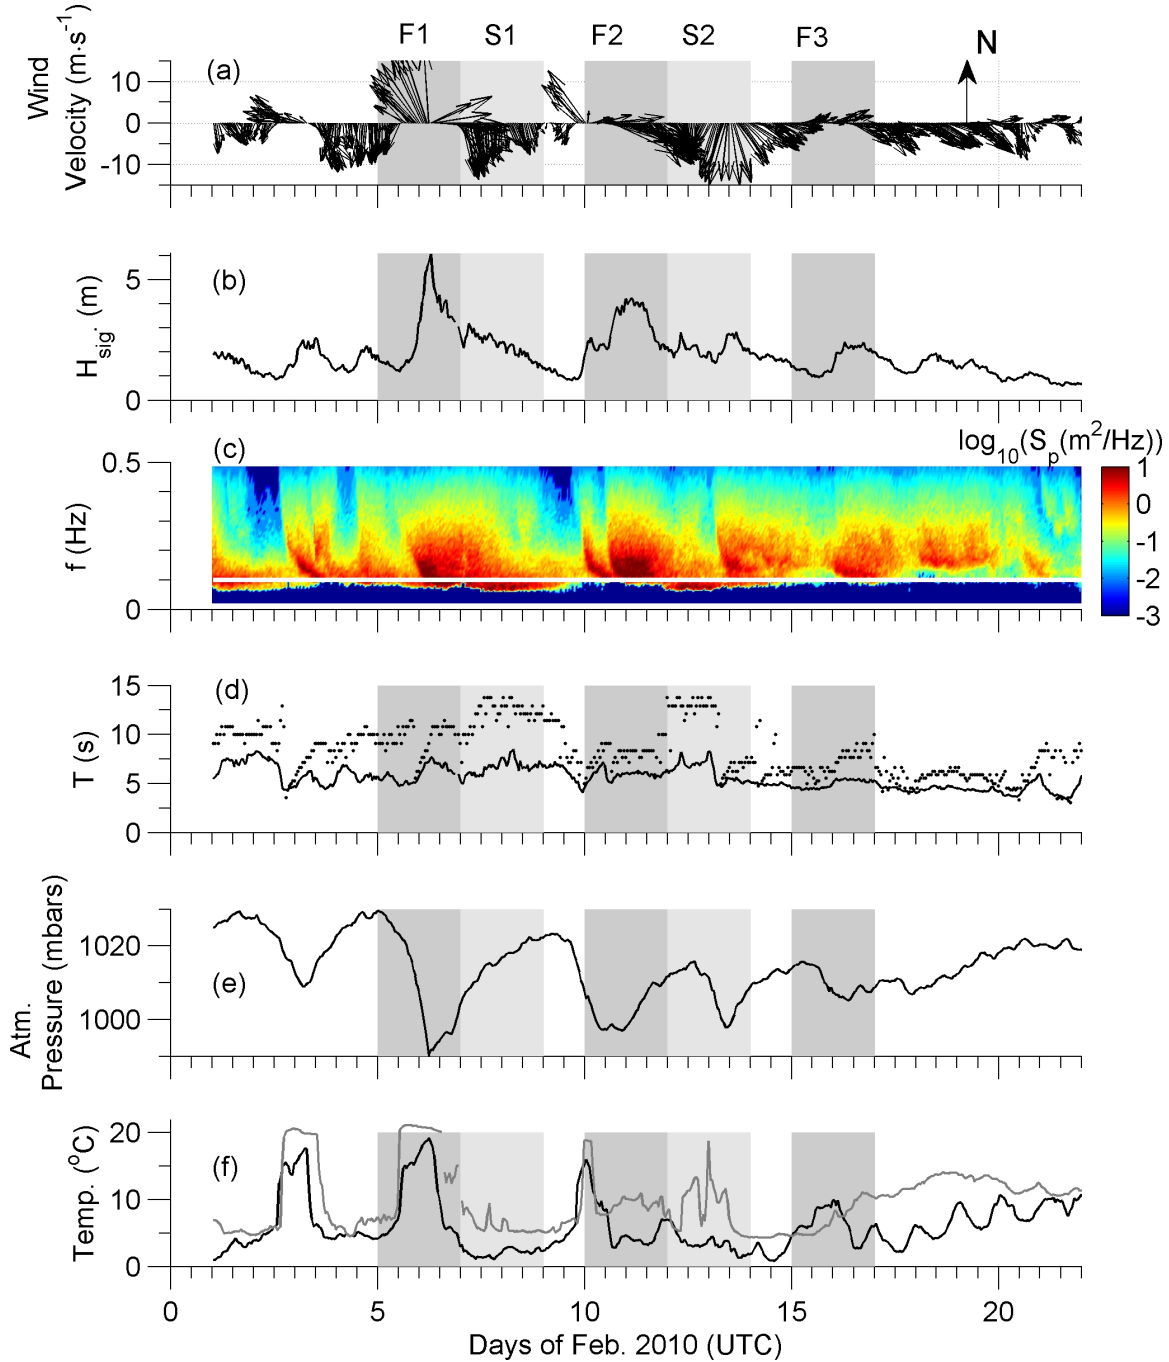 F1 S1 F2 S2 F3 N
(a)
Wind
Velocity (m·s-1)
10
0
-10
(b)
Hsig. (m)
5
0
(c)
log10(Sp(m2/Hz))
f (Hz)
0.5
0
1
0
-1
-2
-3
(d)
T (s)
15
10
5
0
(e)
Atm.
Pressure (mbars)
1020
1000
(f)
Temp. (oC)
20
10
0
0 5 10 15 20
Days of Feb. 2010 (UTC)